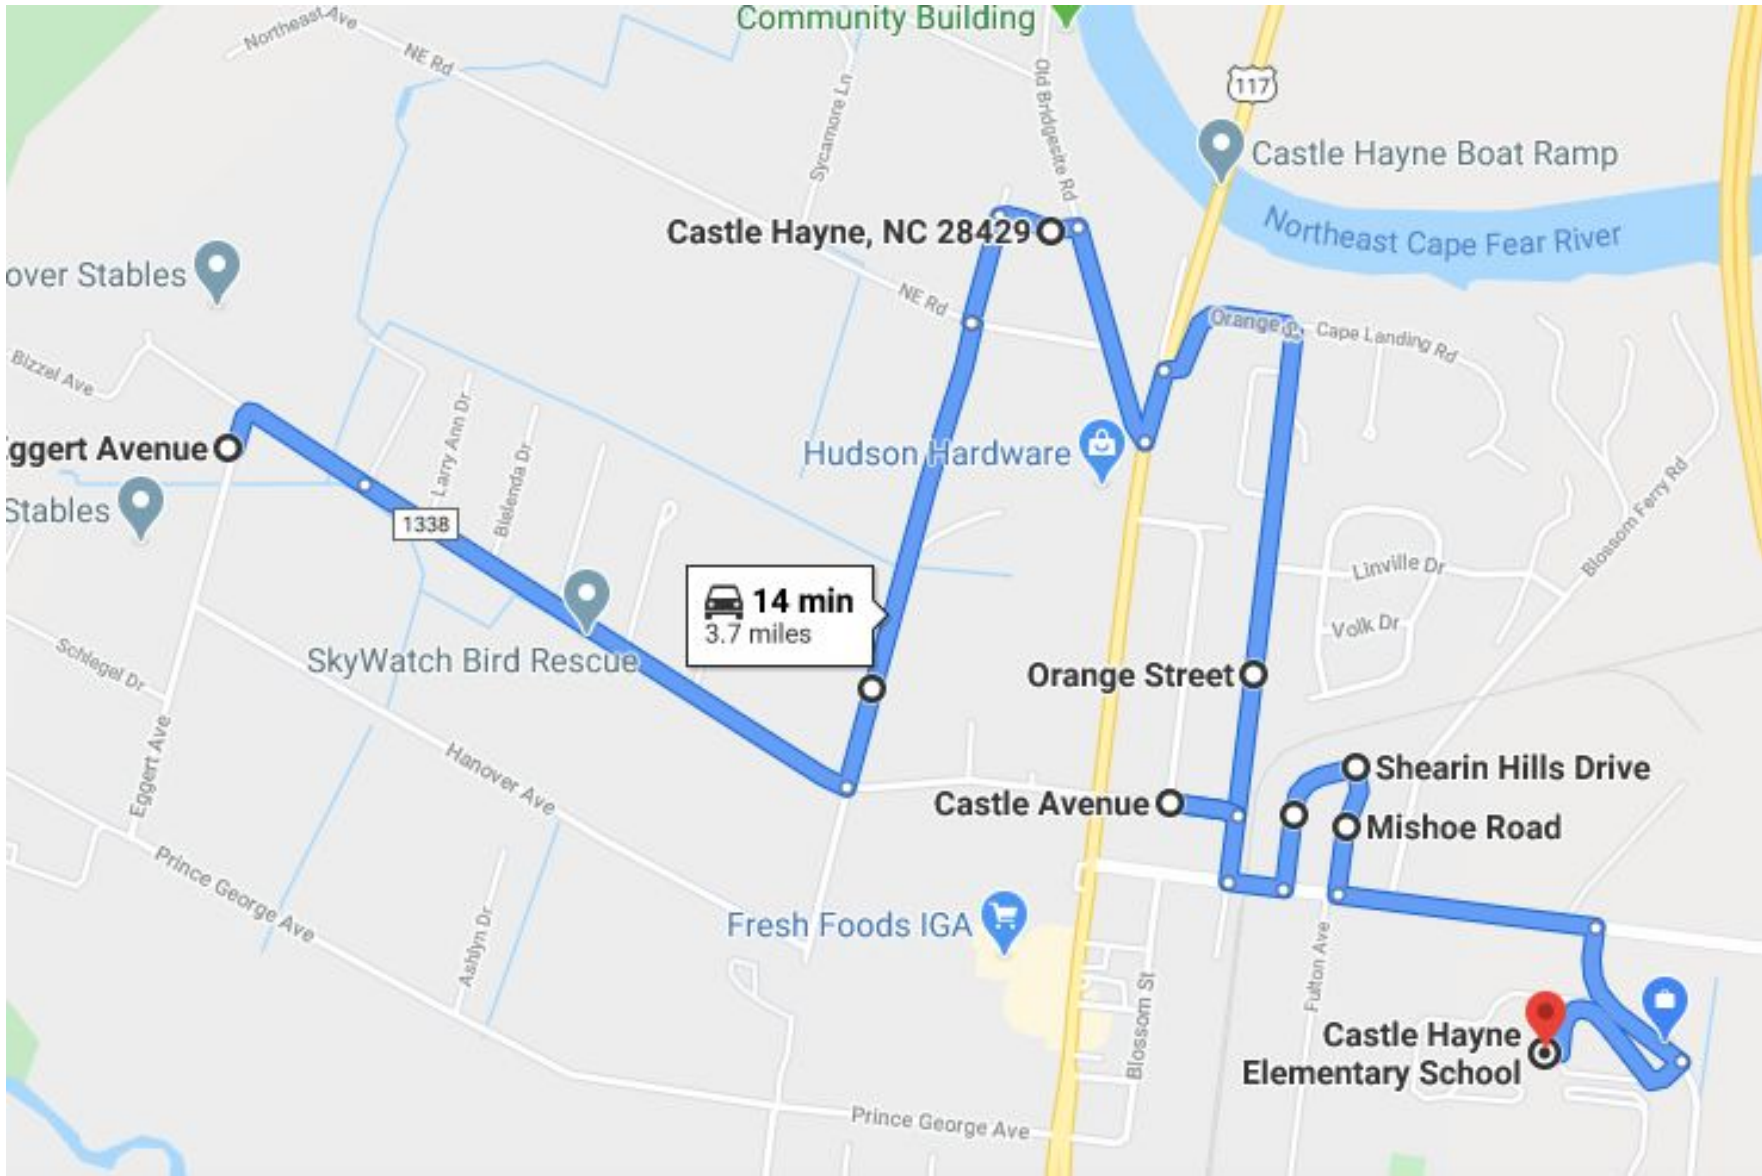 Community Building
Northeast Ave
NE Rd
Sycamore Ln
Old Bridgesite Rd
117
Castle Hayne Boat Ramp
Northeast Cape Fear River
Castle Hayne, NC 28429
over Stables
NE Rd
Orange
Cape Landing Rd
Bizzel Ave
ggert Avenue
Larry Ann Dr
Bielenda Dr
Hudson Hardware
Stables
1338
Blossom Ferry Rd
Linville Dr
14 min
3.7 miles
Volk Dr
SkyWatch Bird Rescue
Schlegel Dr
Orange Street
Eggert Ave
Hanover Ave
Shearin Hills Drive
Castle Avenue
Mishoe Road
Prince George Ave
Fresh Foods IGA
Ashlyn Dr
Fulton Ave
Blossom St
Castle Hayne
Elementary School
Prince George Ave